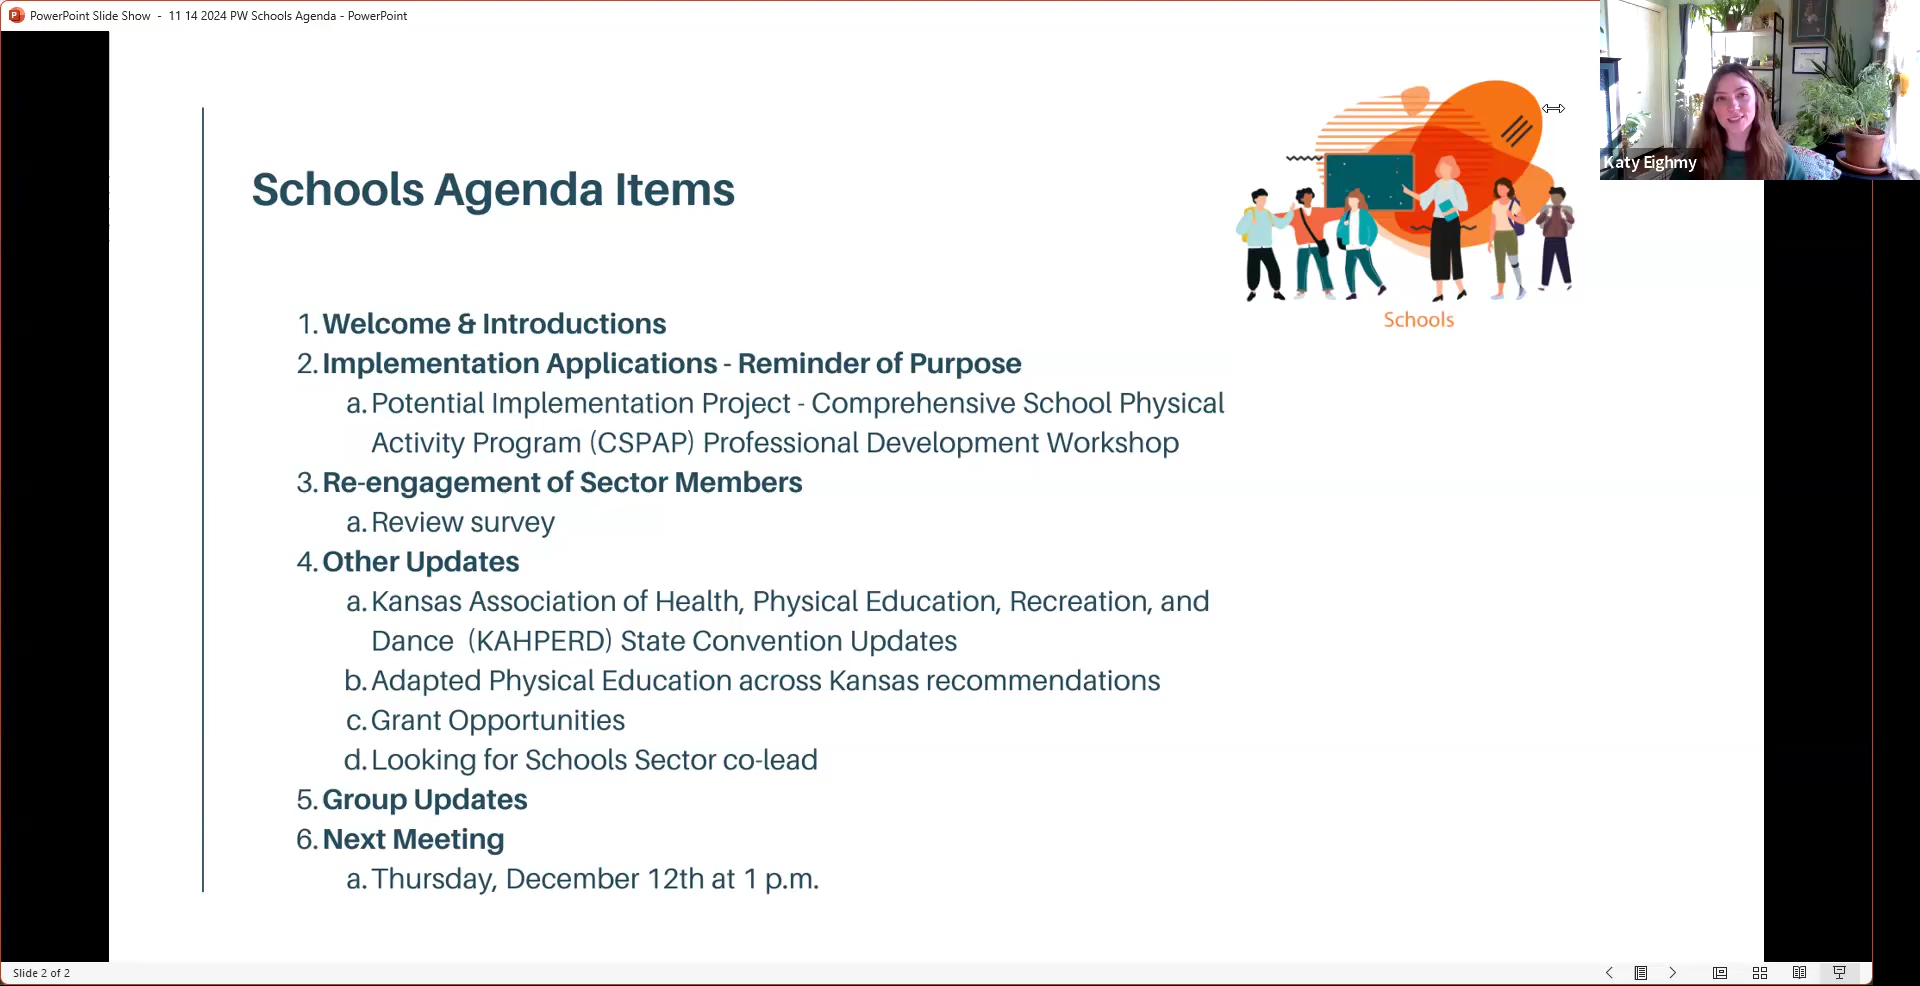 PowerPoint Slide Show - 11 14 2024 PW Schools Agenda - PowerPoint
Katy Eighmy
Schools Agenda Items
Schools
1. Welcome & Introductions
2. Implementation Applications - Reminder of Purpose
a. Potential Implementation Project - Comprehensive School Physical
Activity Program (CSPAP) Professional Development Workshop
3. Re-engagement of Sector Members
a. Review survey
4. Other Updates
a. Kansas Association of Health, Physical Education, Recreation, and
Dance (KAHPERD) State Convention Updates
b. Adapted Physical Education across Kansas recommendations
c. Grant Opportunities
d. Looking for Schools Sector co-lead
5. Group Updates
6. Next Meeting
a. Thursday, December 12th at 1 p.m.
Slide 2 of 2